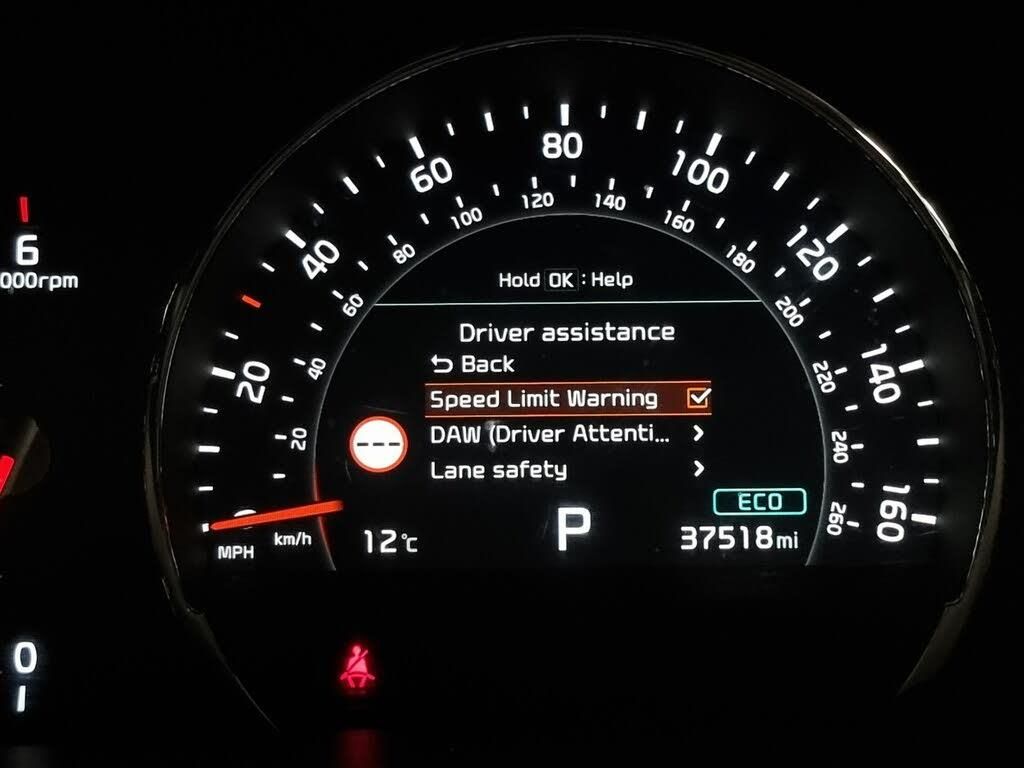 6
000rpm
0
20
40
60
80
100
120
140
160
20
40
60
80
100
120
140
160
180
200
220
240
260
MPH
km/h
Hold OK : Help
Driver assistance
Back
Speed Limit Warning
DAW (Driver Attenti...
Lane safety
ECO
12°C
P
37518mi